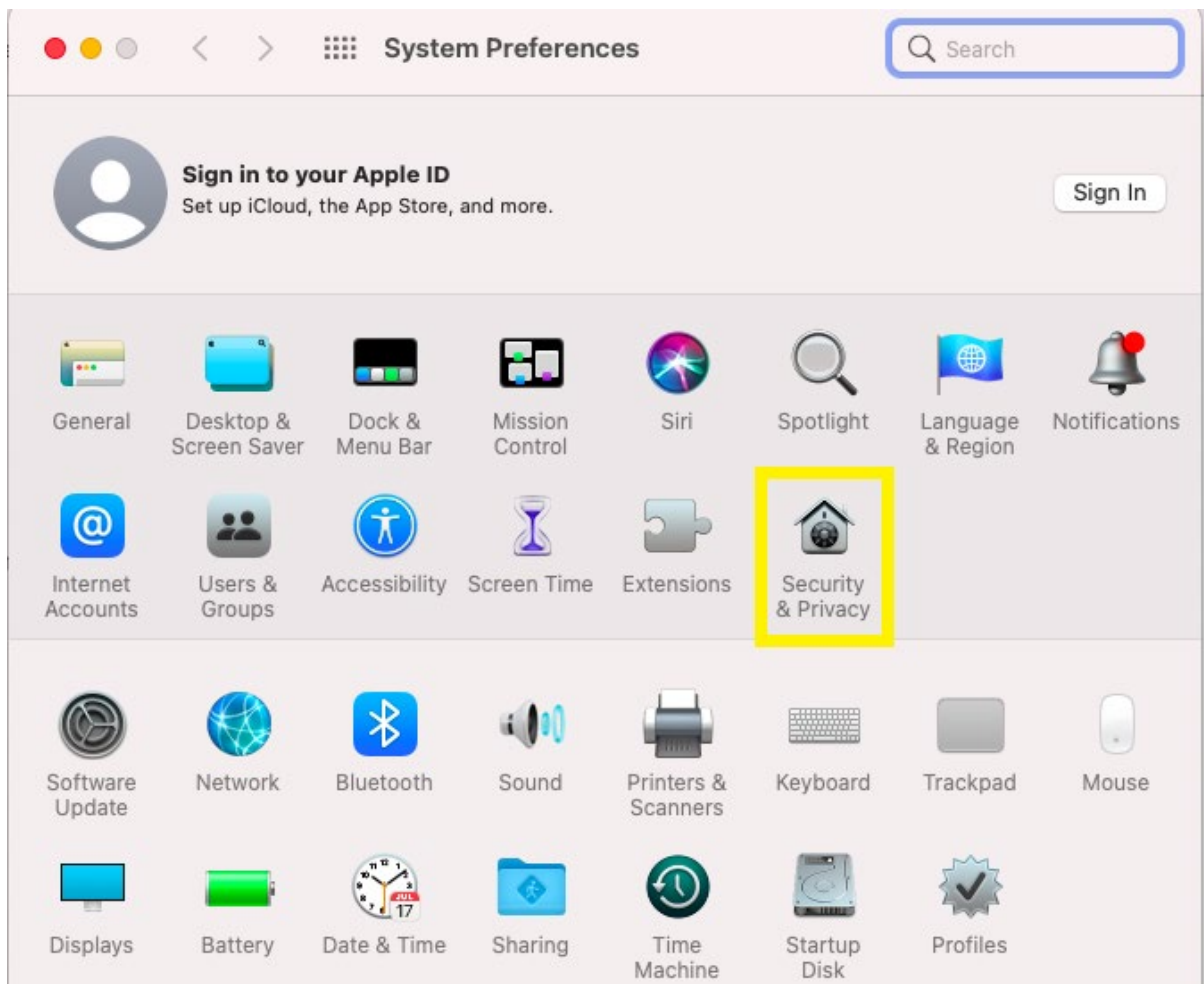 System Preferences
Search
Sign in to your Apple ID
Set up iCloud, the App Store, and more.
Sign In
General
Desktop &
Screen Saver
Dock &
Menu Bar
Mission
Control
Siri
Spotlight
Language
& Region
Notifications
Internet
Accounts
Users &
Groups
Accessibility
Screen Time
Extensions
Security
& Privacy
Software
Update
Network
Bluetooth
Sound
Printers &
Scanners
Keyboard
Trackpad
Mouse
Displays
Battery
JUL
17
Date & Time
Sharing
Time
Machine
Startup
Disk
Profiles